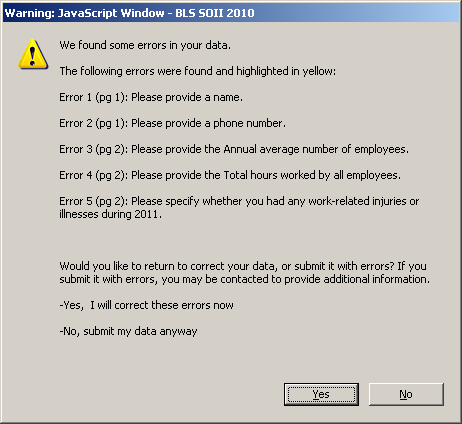 Warning: JavaScript Window - BLS SOII 2010
We found some errors in your data.
The following errors were found and highlighted in yellow:
Error 1 (pg 1): Please provide a name.
Error 2 (pg 1): Please provide a phone number.
Error 3 (pg 2): Please provide the Annual average number of employees.
Error 4 (pg 2): Please provide the Total hours worked by all employees.
Error 5 (pg 2): Please specify whether you had any work-related injuries or
illnesses during 2011.
Would you like to return to correct your data, or submit it with errors? If you
submit it with errors, you may be contacted to provide additional information.
-Yes,  I will correct these errors now
-No, submit my data anyway
Yes No